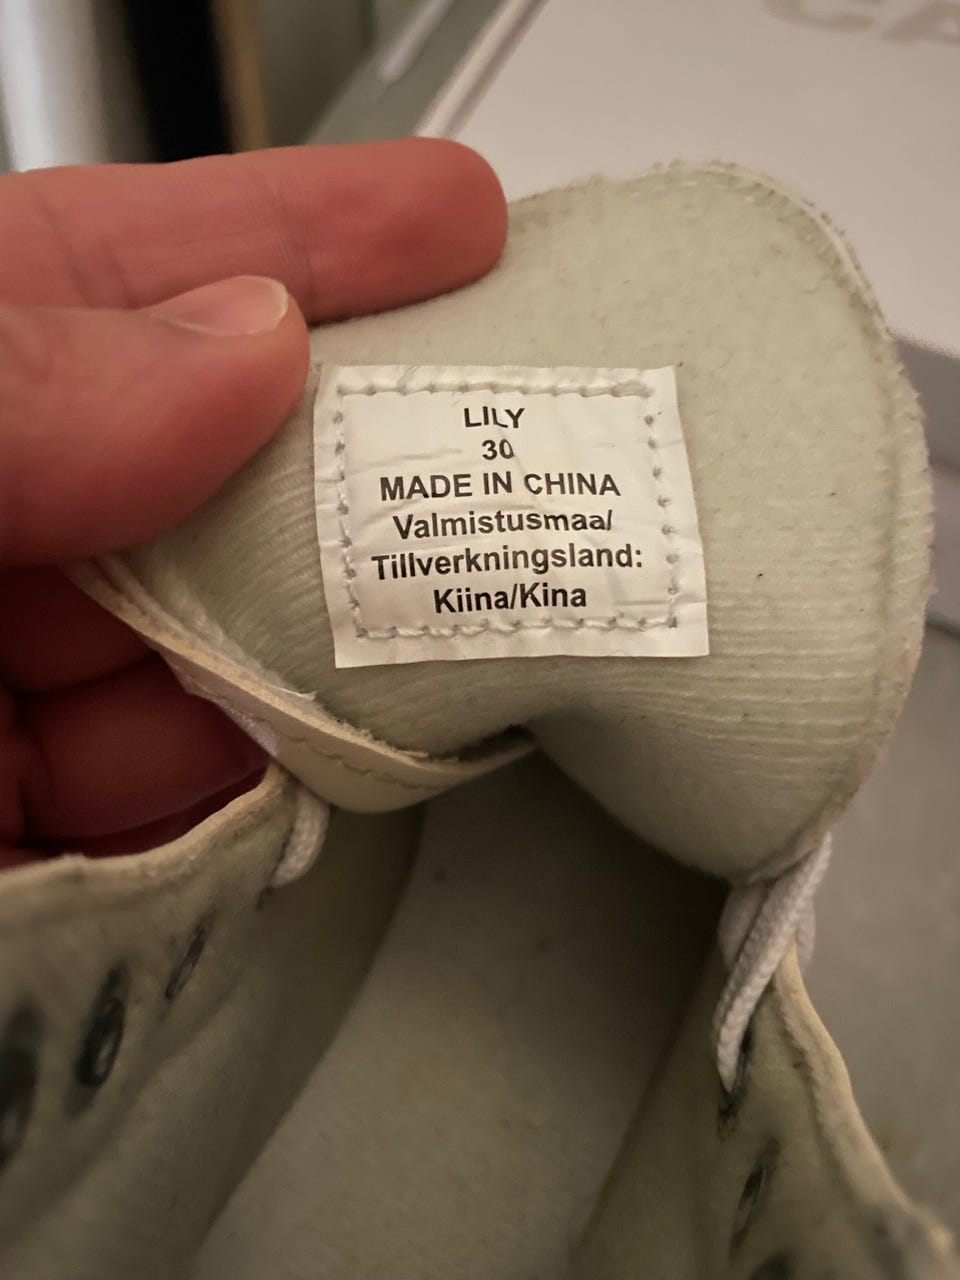 LILY
30
MADE IN CHINA
Valmistusmaa/
Tillverkningsland:
Kiina/Kina